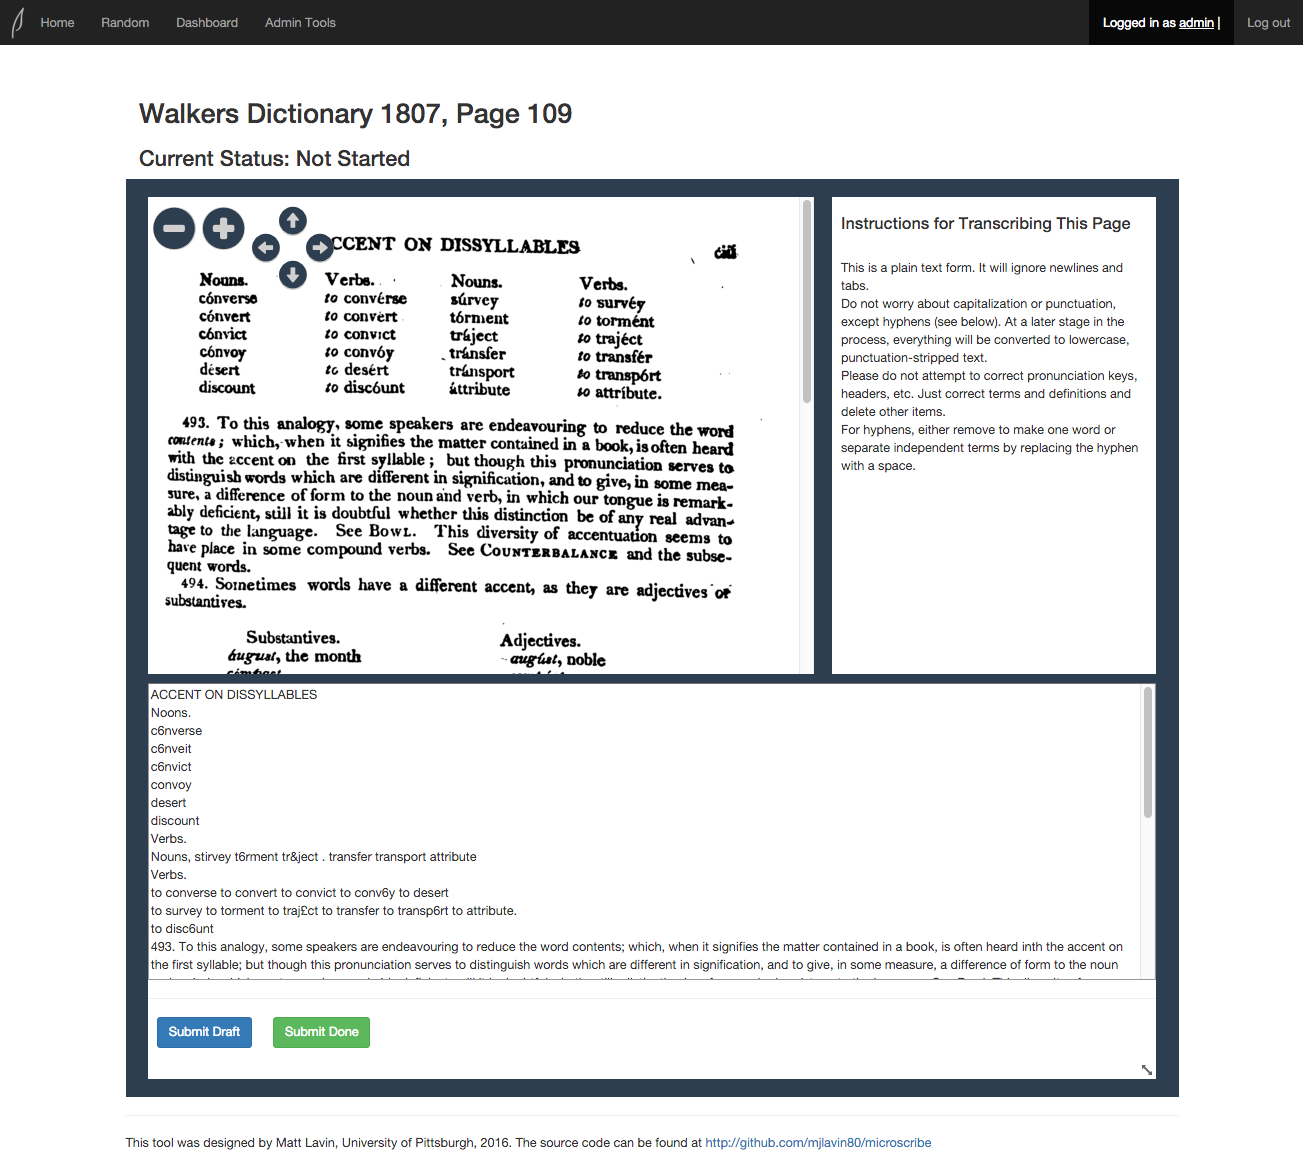 Home Random Dashboard Admin Tools Logged in as admin | Log out
Walkers Dictionary 1807, Page 109
Current Status: Not Started
CCENT ON DISSYLLABLES
Nouns. Verbs. Nouns. Verbs.
cónverse to convérse súrvey to survéy
cónvert to convért tórment to tormént
cónvict to convict tráject to trajéct
cónvoy to convóy tránsfer to transfér
désert to desért tránsport to transpórt
discount to discóunt áttribute to attríbute.
493. To this analogy, some speakers are endeavouring to reduce the word
contents; which, when it signifies the matter contained in a book, is often heard
with the accent on the first syllable; but though this pronunciation serves to
distinguish words which are different in signification, and to give, in some mea-
sure, a difference of form to the noun and verb, in which our tongue is remark-
ably deficient, still it is doubtful whether this distinction be of any real advan-
tage to the language. See BOWL. This diversity of accentuation seems to
have place in some compound verbs. See COUNTERBALANCE and the subse-
quent words.
494. Sometimes words have a different accent, as they are adjectives or
substantives.
Substantives. Adjectives.
áugust, the month augúst, noble
Instructions for Transcribing This Page
This is a plain text form. It will ignore newlines and
tabs.
Do not worry about capitalization or punctuation,
except hyphens (see below). At a later stage in the
process, everything will be converted to lowercase,
punctuation-stripped text.
Please do not attempt to correct pronunciation keys,
headers, etc. Just correct terms and definitions and
delete other items.
For hyphens, either remove to make one word or
separate independent terms by replacing the hyphen
with a space.
ACCENT ON DISSYLLABLES
Noons.
c6nverse
c6nveit
c6nvict
convoy
desert
discount
Verbs.
Nouns, stirvey t6rment tr&ject . transfer transport attribute
Verbs.
to converse to convert to convict to conv6y to desert
to survey to torment to traj£ct to transfer to transp6rt to attribute.
to disc6unt
493. To this analogy, some speakers are endeavouring to reduce the word contents; which, when it signifies the matter contained in a book, is often heard inth the accent on
the first syllable; but though this pronunciation serves to distinguish words which are different in signification, and to give, in some measure, a difference of form to the noun
Submit Draft Submit Done
This tool was designed by Matt Lavin, University of Pittsburgh, 2016. The source code can be found at http://github.com/mjlavin80/microscribe